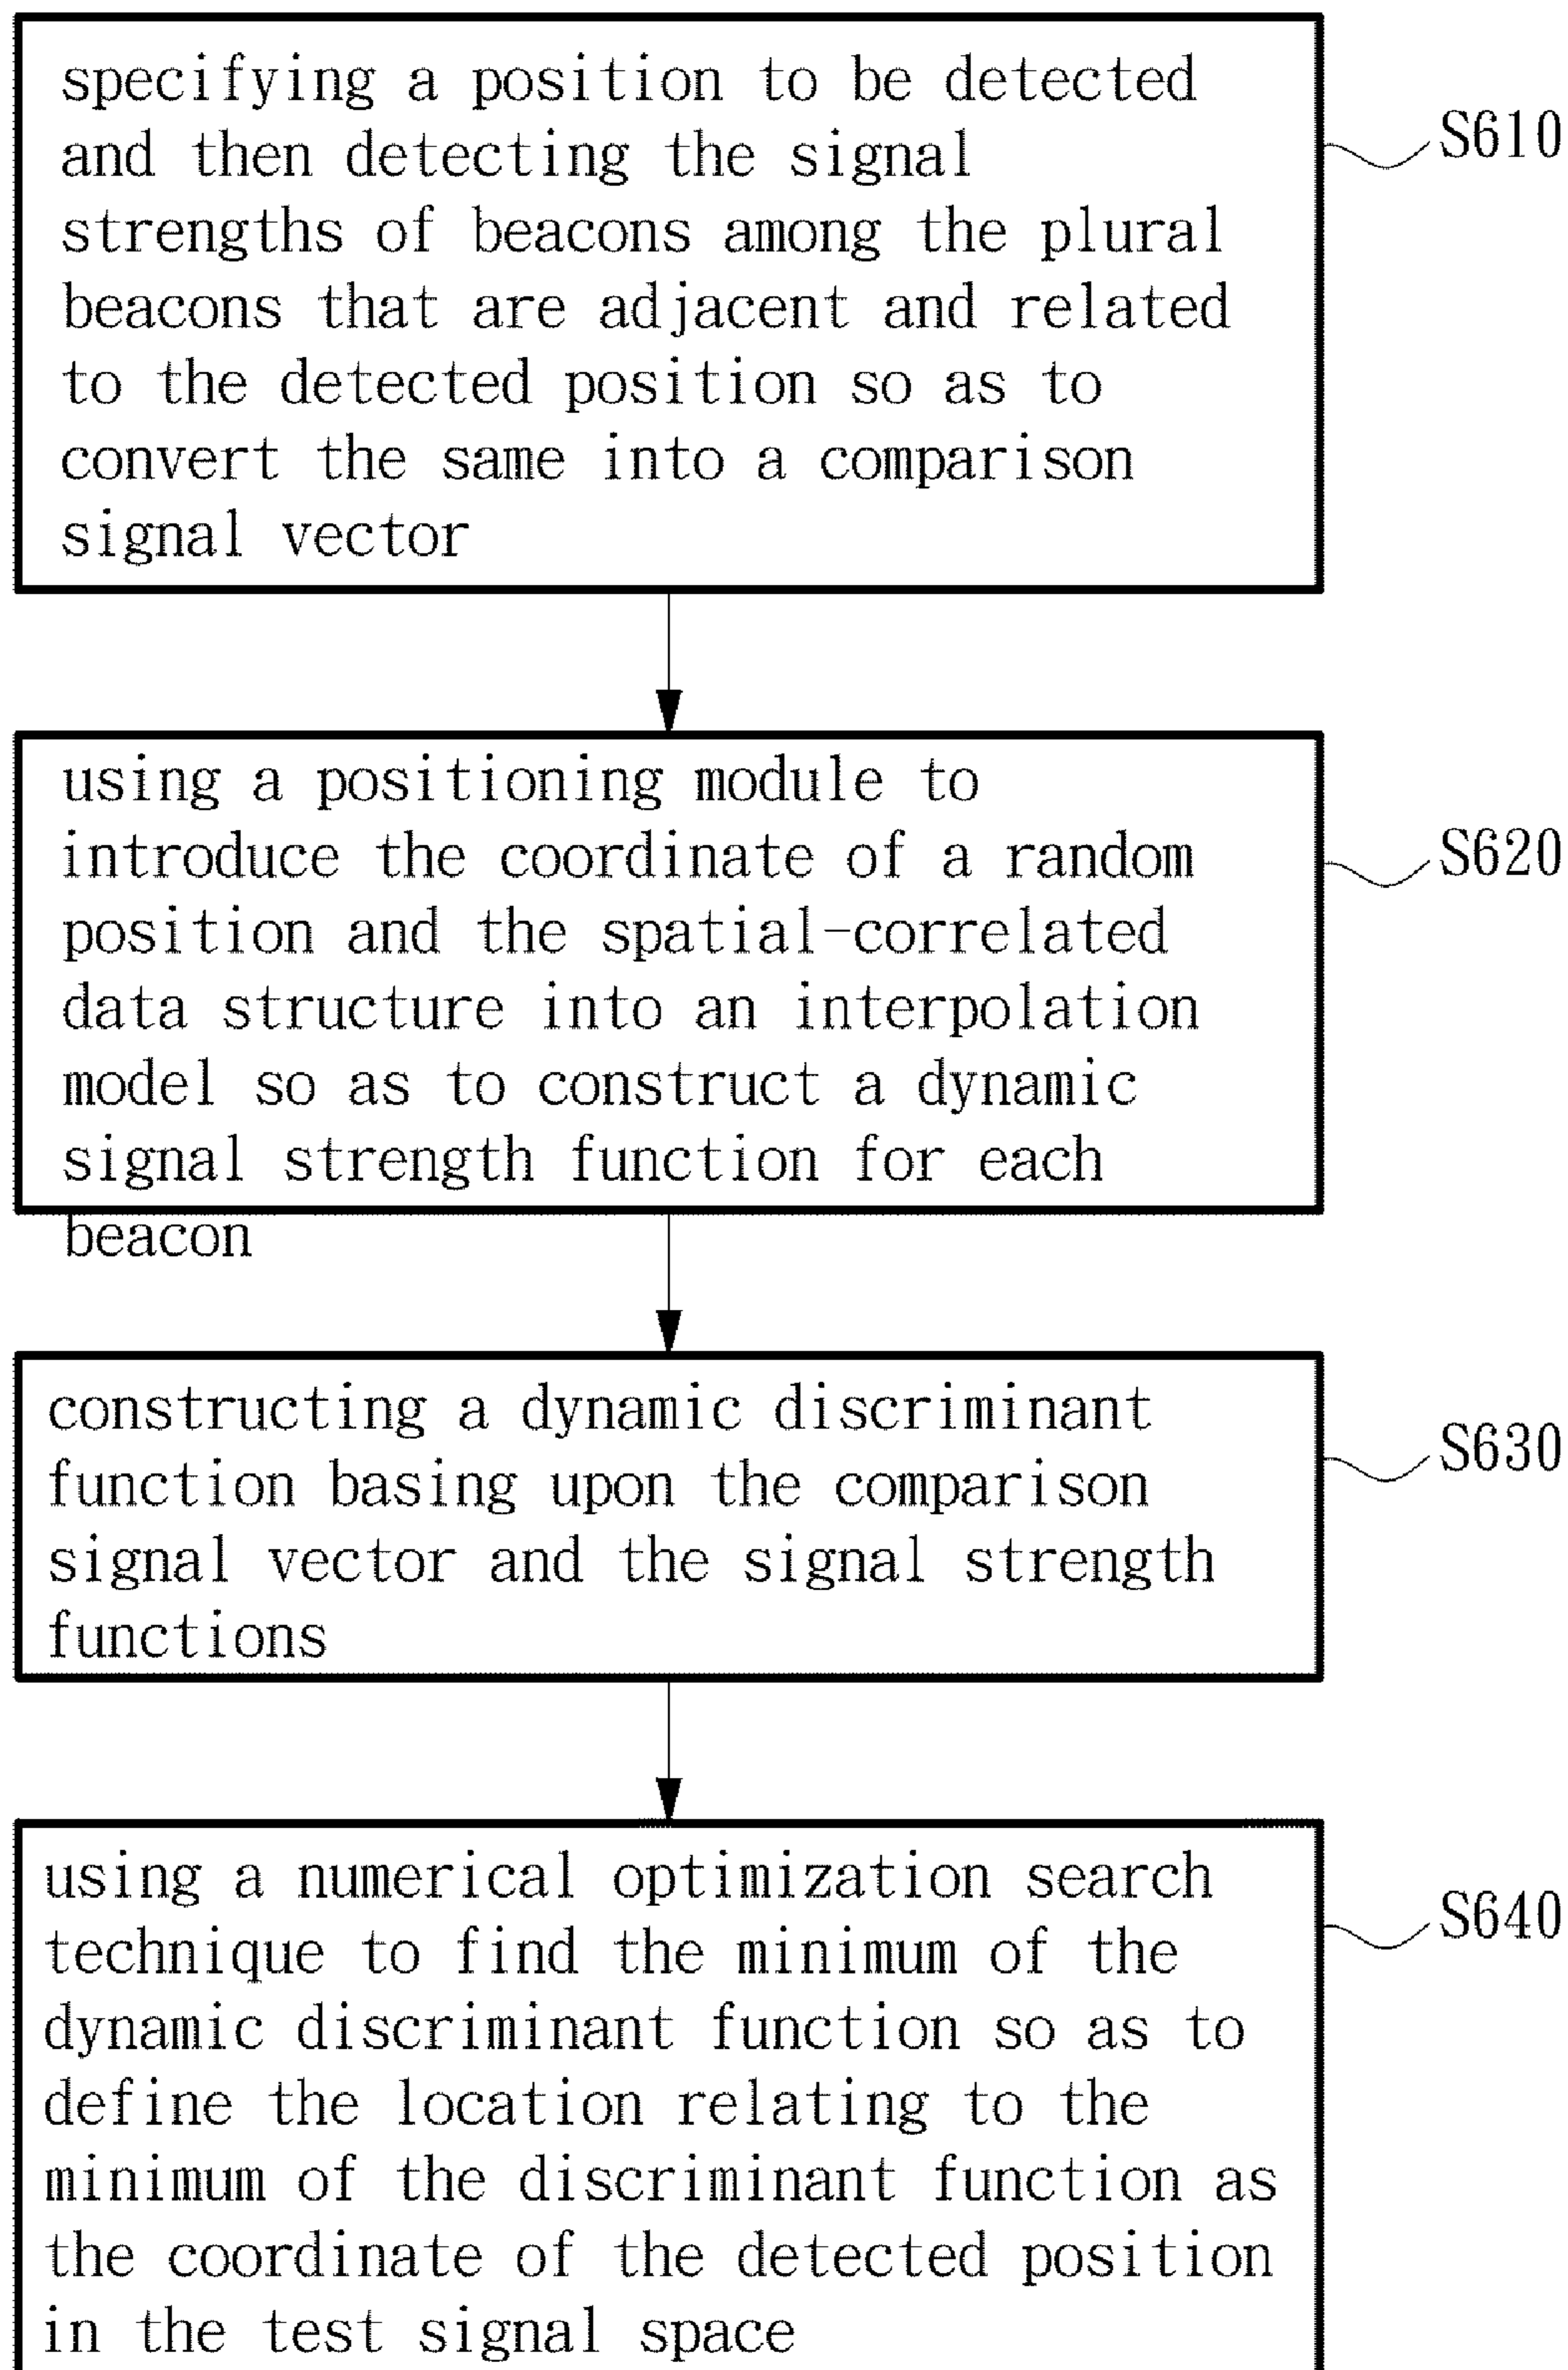 specifying a position to be detected
and then detecting the signal
strengths of beacons among the plural
beacons that are adjacent and related
to the detected position so as to
convert the same into a comparison
signal vector
S610
using a positioning module to
introduce the coordinate of a random
position and the spatial-correlated
data structure into an interpolation
model so as to construct a dynamic
signal strength function for each
beacon
S620
constructing a dynamic discriminant
function basing upon the comparison
signal vector and the signal strength
functions
S630
using a numerical optimization search
technique to find the minimum of the
dynamic discriminant function so as to
define the location relating to the
minimum of the discriminant function as
the coordinate of the detected position
in the test signal space
S640